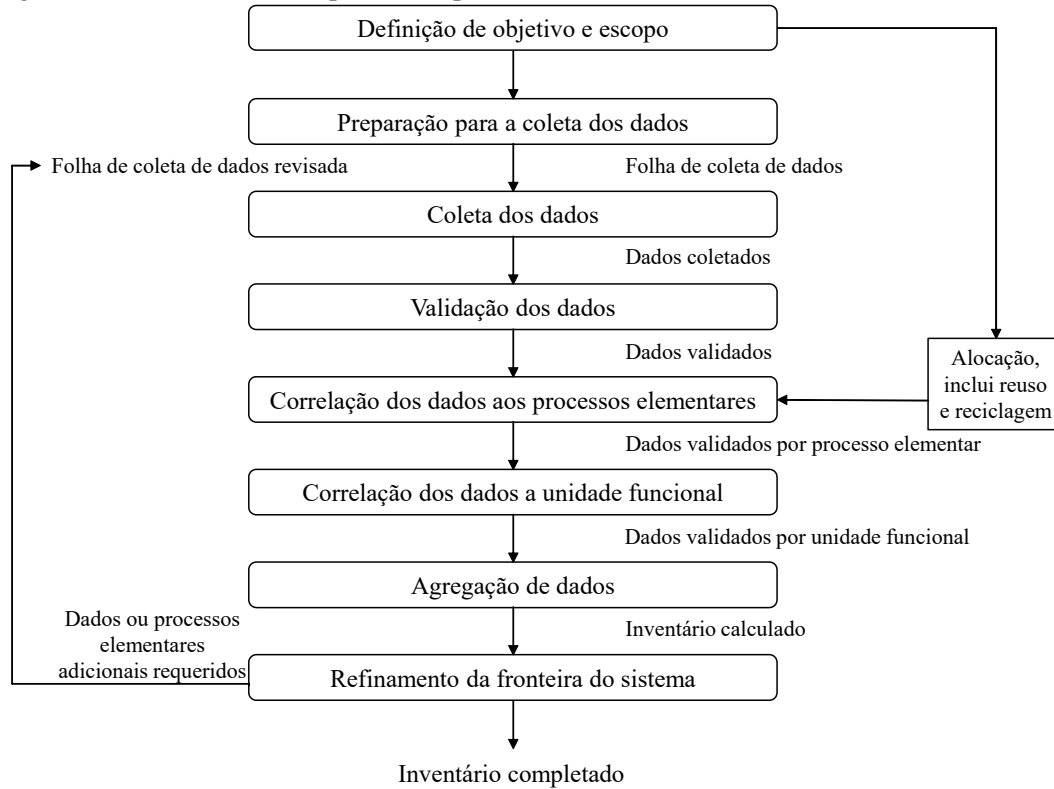 Definição de objetivo e escopo
Preparação para a coleta dos dados
Folha de coleta de dados revisada
Folha de coleta de dados
Coleta dos dados
Dados coletados
Validação dos dados
Dados validados
Alocação,
inclui reuso
e reciclagem
Correlação dos dados aos processos elementares
Dados validados por processo elementar
Correlação dos dados a unidade funcional
Dados validados por unidade funcional
Agregação de dados
Dados ou processos
elementares
adicionais requeridos
Inventário calculado
Refinamento da fronteira do sistema
Inventário completado